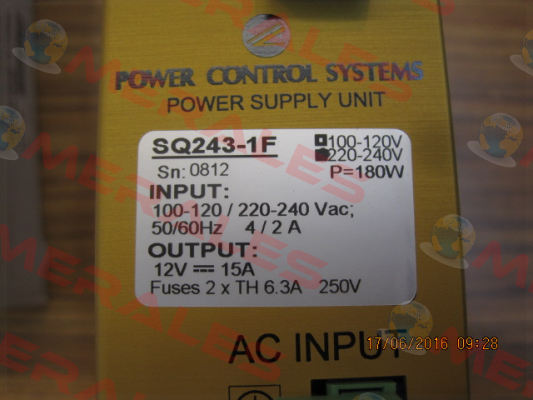 POWER CONTROL SYSTEMS
POWER SUPPLY UNIT
SQ243-1F
100-120V
220-240V
Sn: 0812
P=180W
INPUT:
100-120 / 220-240 Vac;
50/60Hz 4 / 2 A
OUTPUT:
12V 15A
Fuses 2 x TH 6.3A 250V
AC INPUT
17/06/2016 09:28
MERALES